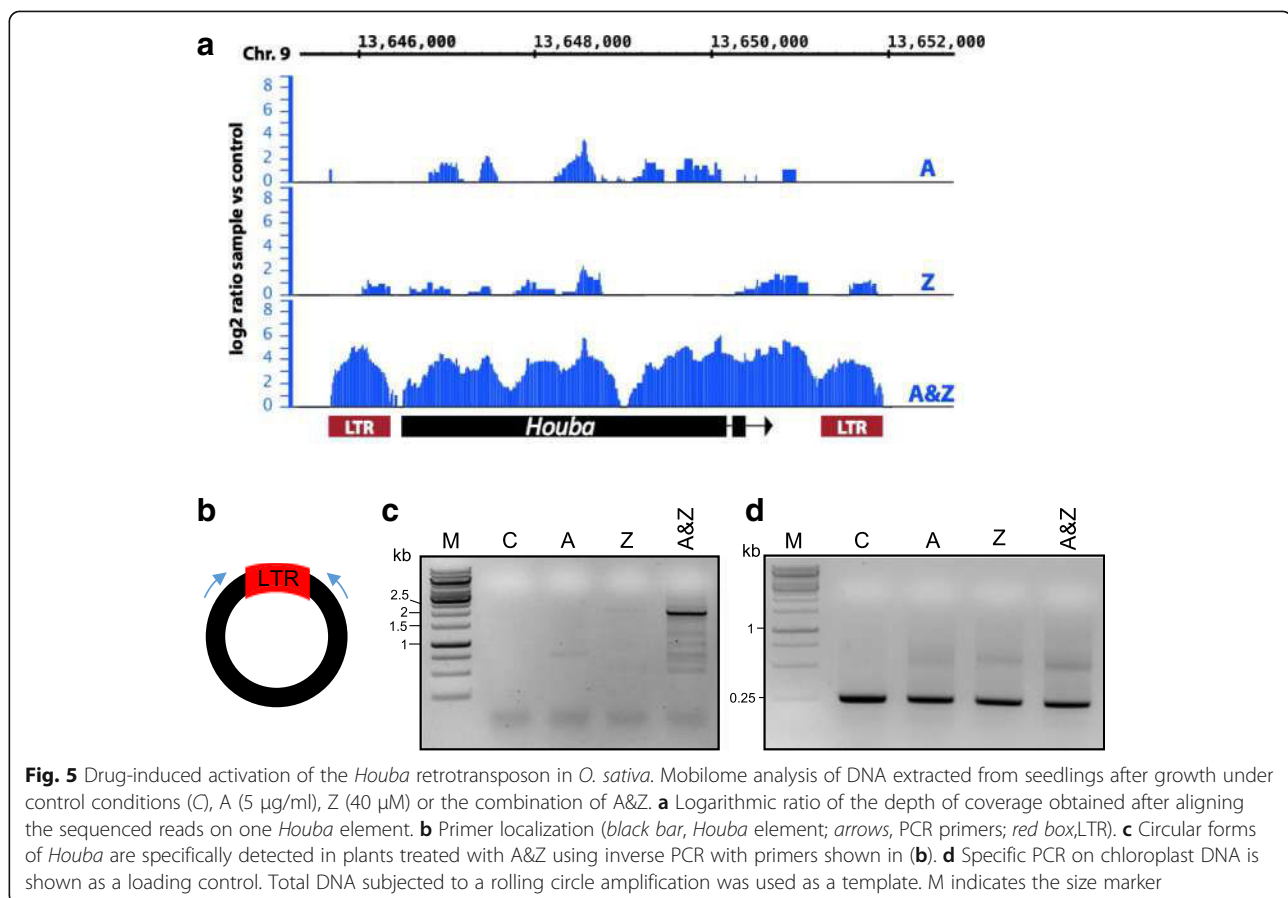 a
Chr. 9
13,646,000 13,648,000 13,650,000 13,652,000
log2 ratio sample vs control
8
6
4
2
0
A
8
6
4
2
0
Z
8
6
4
2
0
A&Z
LTR Houba LTR
b
LTR
c
kb M C A Z A&Z
2.5
2
1.5
1
d
kb M C A Z A&Z
1
0.25
Fig. 5 Drug-induced activation of the Houba retrotransposon in O. sativa. Mobilome analysis of DNA extracted from seedlings after growth under
control conditions (C), A (5 μg/ml), Z (40 μM) or the combination of A&Z. a Logarithmic ratio of the depth of coverage obtained after aligning
the sequenced reads on one Houba element. b Primer localization (black bar, Houba element; arrows, PCR primers; red box,LTR). c Circular forms
of Houba are specifically detected in plants treated with A&Z using inverse PCR with primers shown in (b). d Specific PCR on chloroplast DNA is
shown as a loading control. Total DNA subjected to a rolling circle amplification was used as a template. M indicates the size marker